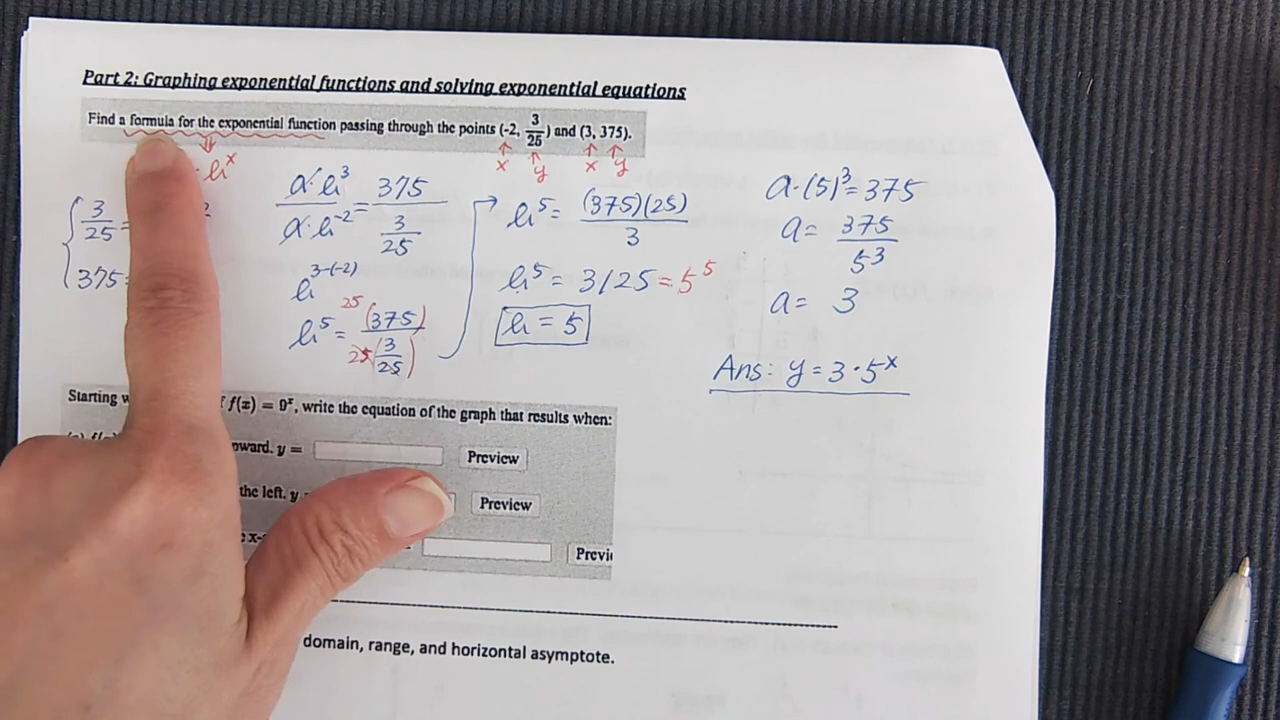 Part 2: Graphing exponential functions and solving exponential equations
Find a formula for the exponential function passing through the points (-2, 3/25) and (3, 375).
x y x y
· b^x
3/25 =
375 =
2
(a·b^3)/(a·b^-2) = 375/(3/25)
b^(3-(-2))
b^5 = 25(375)/25(3/25)
b^5 = (375)(25)/3
b^5 = 3125 = 5^5
b = 5
a·(5)^3 = 375
a = 375/5^3
a = 3
Ans: y = 3·5^x
Starting f(x) = 9^x, write the equation of the graph that results when:
ward. y = Preview
the left. y Preview
x-
domain, range, and horizontal asymptote.